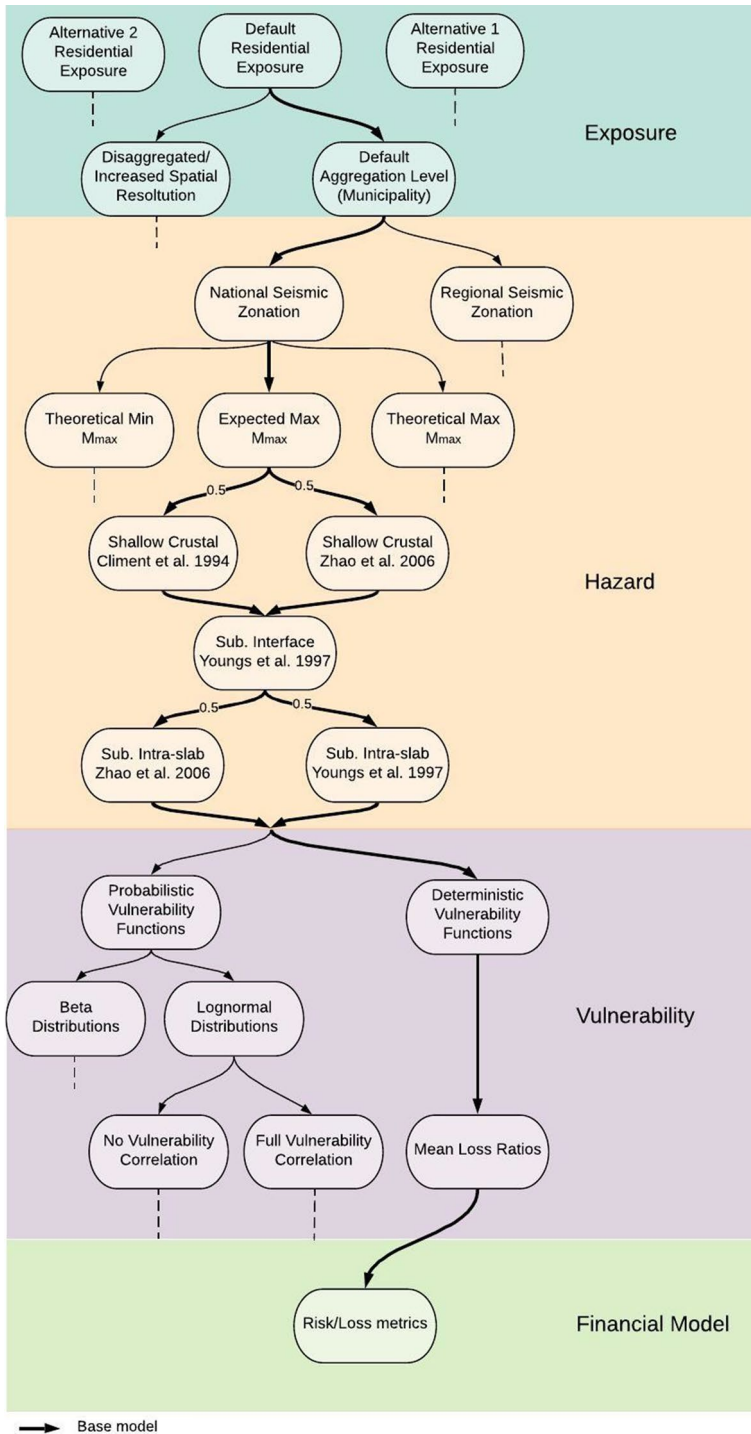 Alternative 2
Residential
Exposure
Default
Residential
Exposure
Alternative 1
Residential
Exposure
Exposure
Disaggregated/
Increased Spatial
Resoltution
Default
Aggregation Level
(Municipality)
National Seismic
Zonation
Regional Seismic
Zonation
Theoretical Min
Mmax
Expected Max
Mmax
Theoretical Max
Mmax
0.5
0.5
Shallow Crustal
Climent et al. 1994
Shallow Crustal
Zhao et al. 2006
Hazard
Sub. Interface
Youngs et al. 1997
0.5
0.5
Sub. Intra-slab
Zhao et al. 2006
Sub. Intra-slab
Youngs et al. 1997
Probabilistic
Vulnerability
Functions
Deterministic
Vulnerability
Functions
Beta
Distributions
Lognormal
Distributions
Vulnerability
No Vulnerability
Correlation
Full Vulnerability
Correlation
Mean Loss Ratios
Risk/Loss metrics
Financial Model
Base model